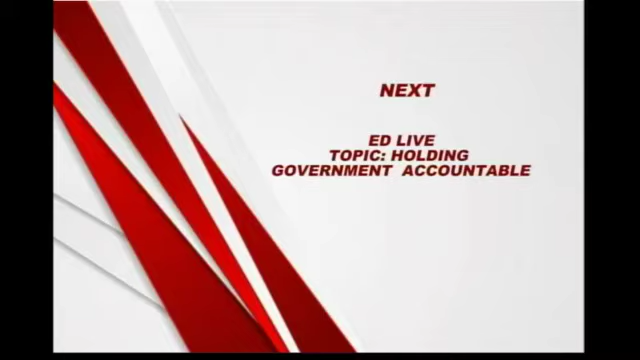 NEXT
ED LIVE
TOPIC: HOLDING
GOVERNMENT ACCOUNTABLE